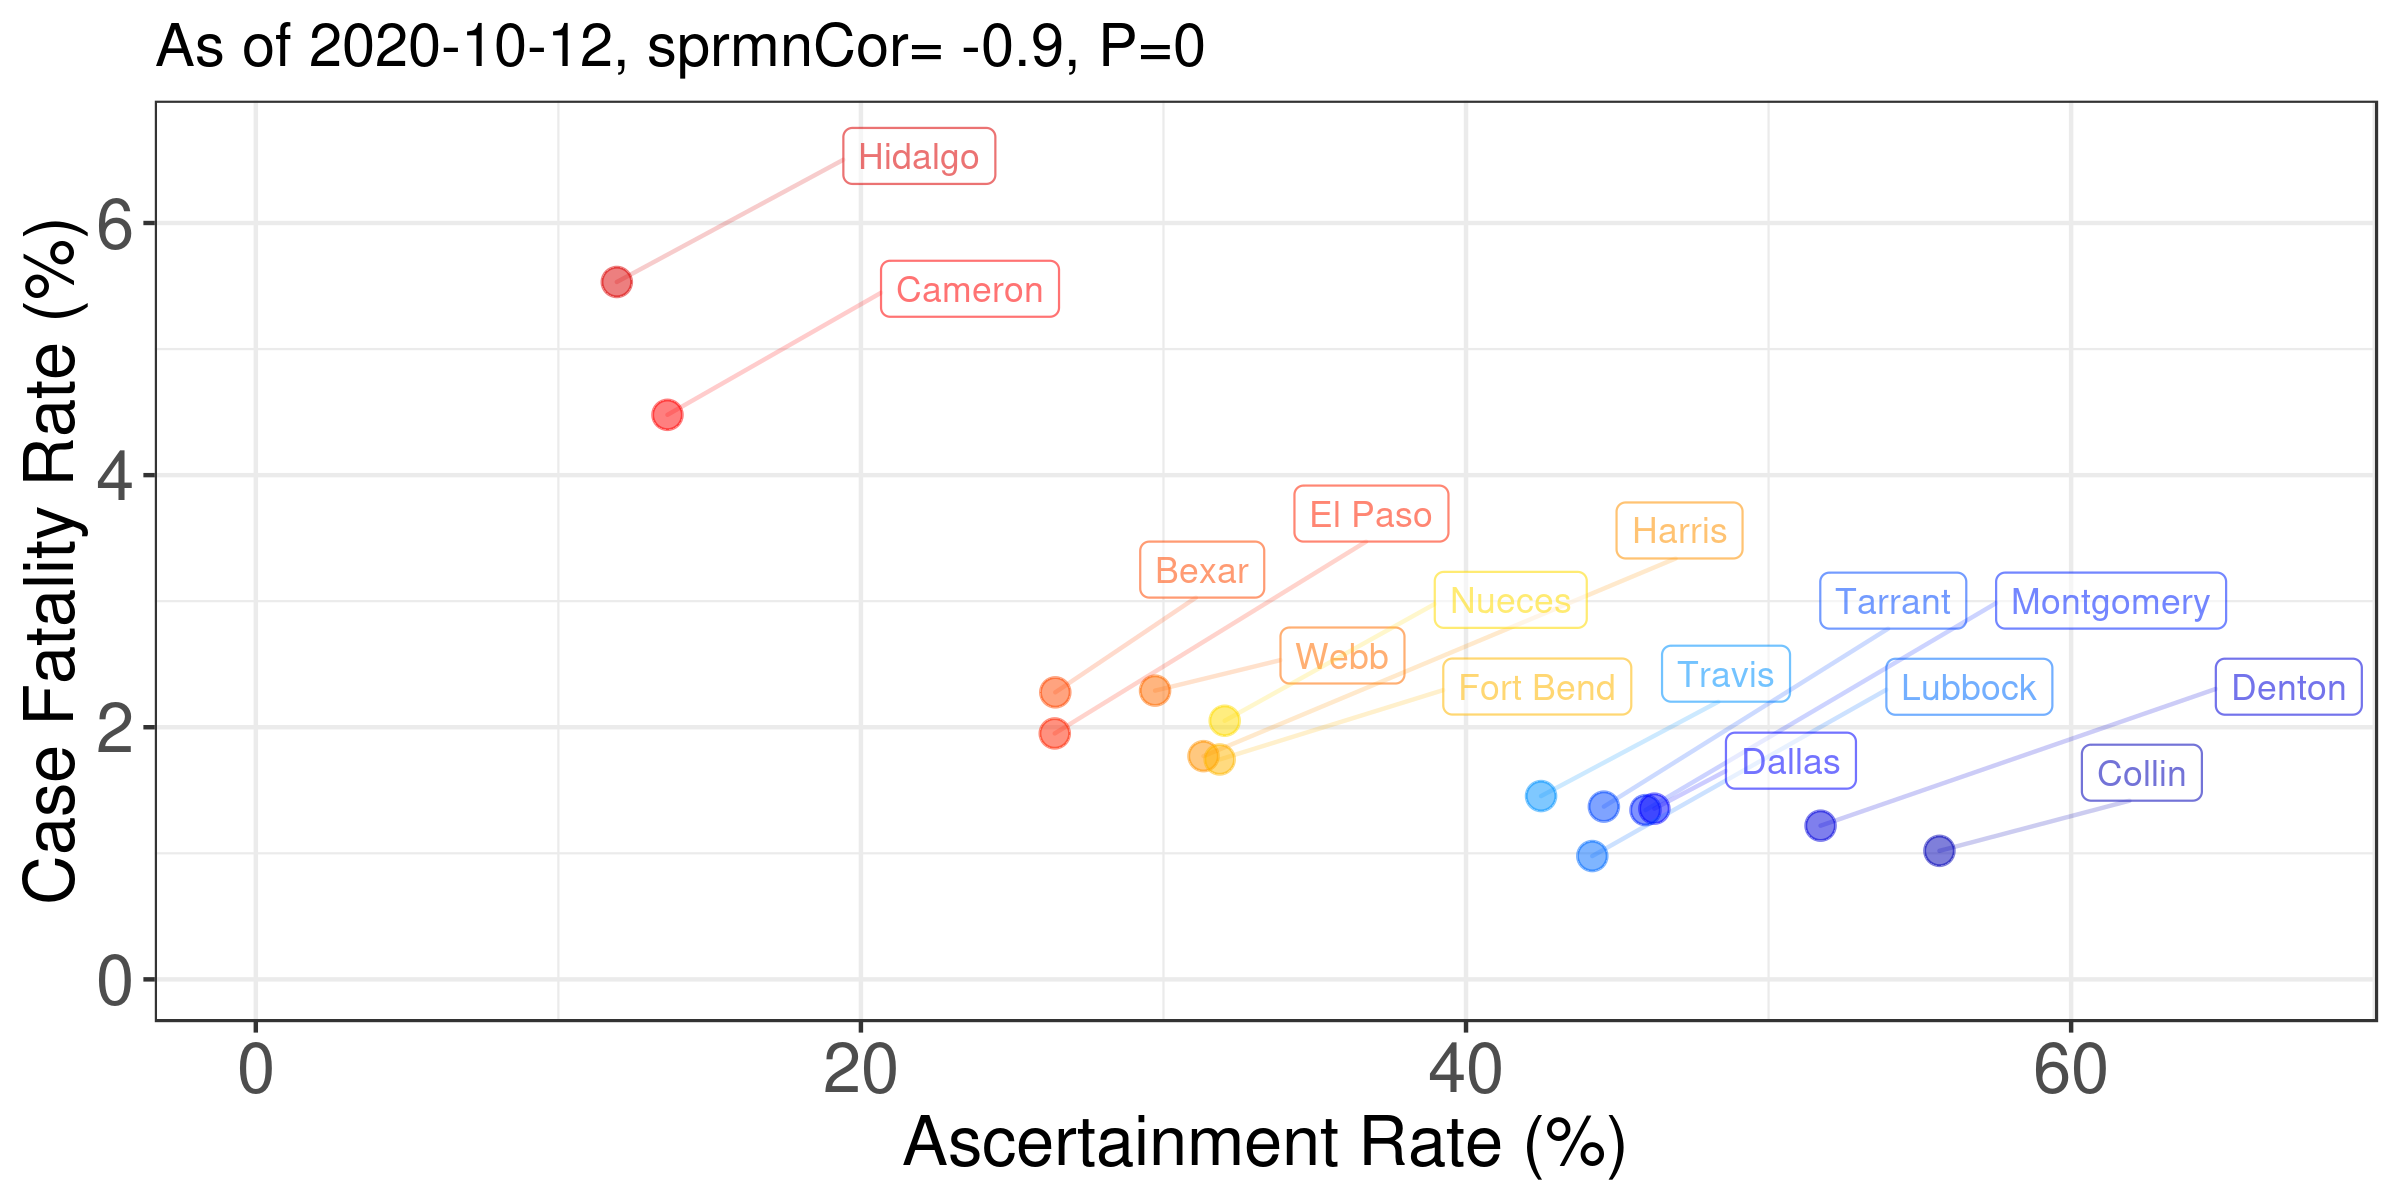 As of 2020-10-12, sprmnCor= -0.9, P=0
Case Fatality Rate (%)
6
4
2
0
Hidalgo
Cameron
El Paso
Harris
Bexar
Nueces
Tarrant
Montgomery
Webb
Travis
Fort Bend
Lubbock
Denton
Dallas
Collin
0 20 40 60
Ascertainment Rate (%)